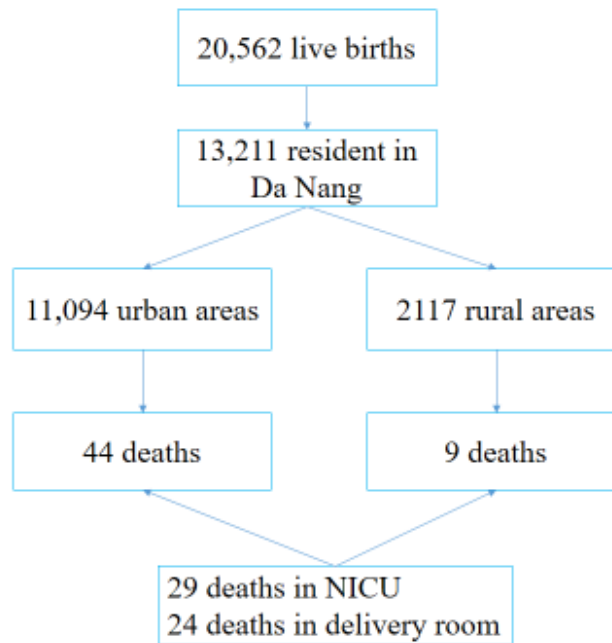 20,562 live births
13,211 resident in
Da Nang
11,094 urban areas
2117 rural areas
44 deaths
9 deaths
29 deaths in NICU
24 deaths in delivery room